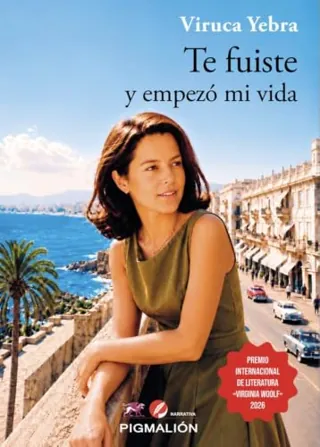 Viruca Yebra
Te fuiste
y empezó mi vida
PREMIO
INTERNACIONAL
DE LITERATURA
«VIRGINIA WOOLF»
2026
NARRATIVA
PIGMALIÓN